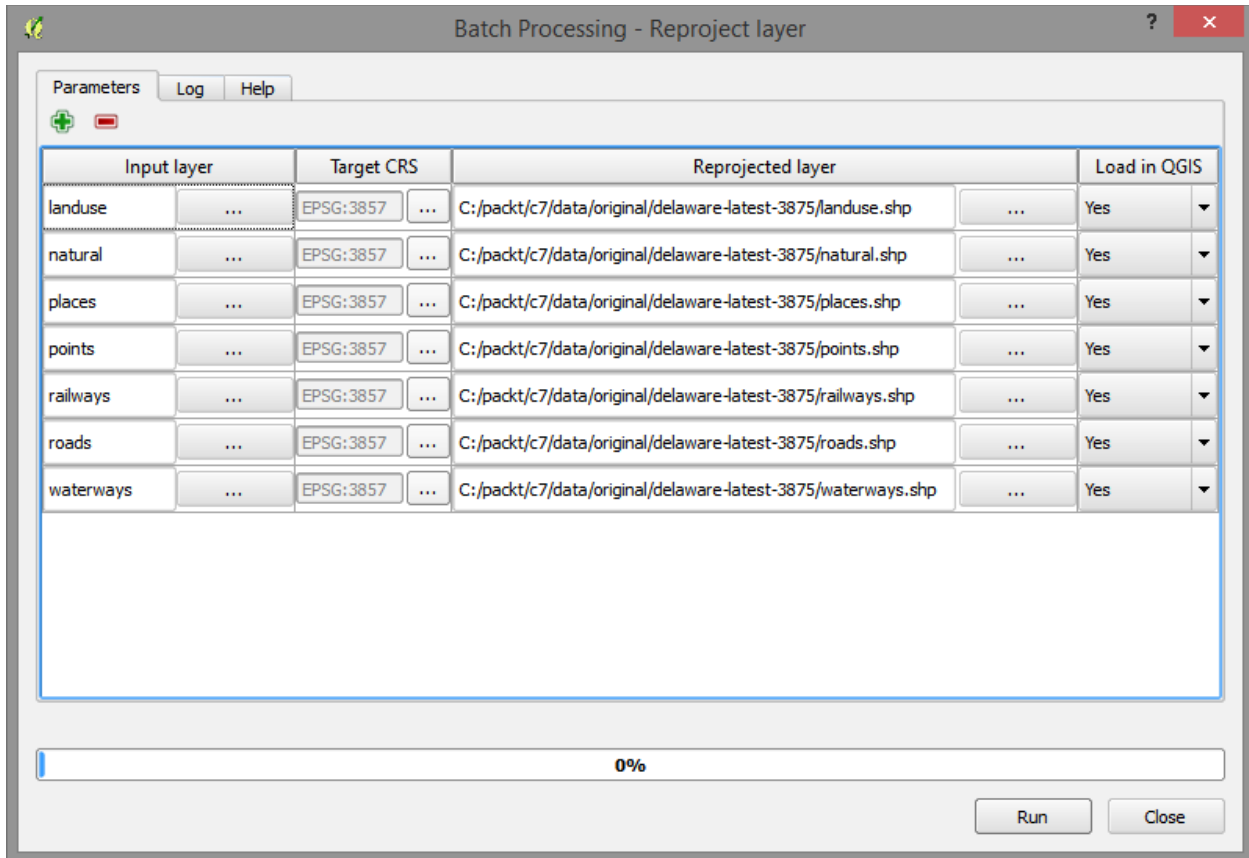 Batch Processing - Reproject layer ? ×
Parameters Log Help
Input layer Target CRS Reprojected layer Load in QGIS
landuse ... EPSG:3857 ... C:/packt/c7/data/original/delaware-latest-3875/landuse.shp ... Yes
natural ... EPSG:3857 ... C:/packt/c7/data/original/delaware-latest-3875/natural.shp ... Yes
places ... EPSG:3857 ... C:/packt/c7/data/original/delaware-latest-3875/places.shp ... Yes
points ... EPSG:3857 ... C:/packt/c7/data/original/delaware-latest-3875/points.shp ... Yes
railways ... EPSG:3857 ... C:/packt/c7/data/original/delaware-latest-3875/railways.shp ... Yes
roads ... EPSG:3857 ... C:/packt/c7/data/original/delaware-latest-3875/roads.shp ... Yes
waterways ... EPSG:3857 ... C:/packt/c7/data/original/delaware-latest-3875/waterways.shp ... Yes
0%
Run Close